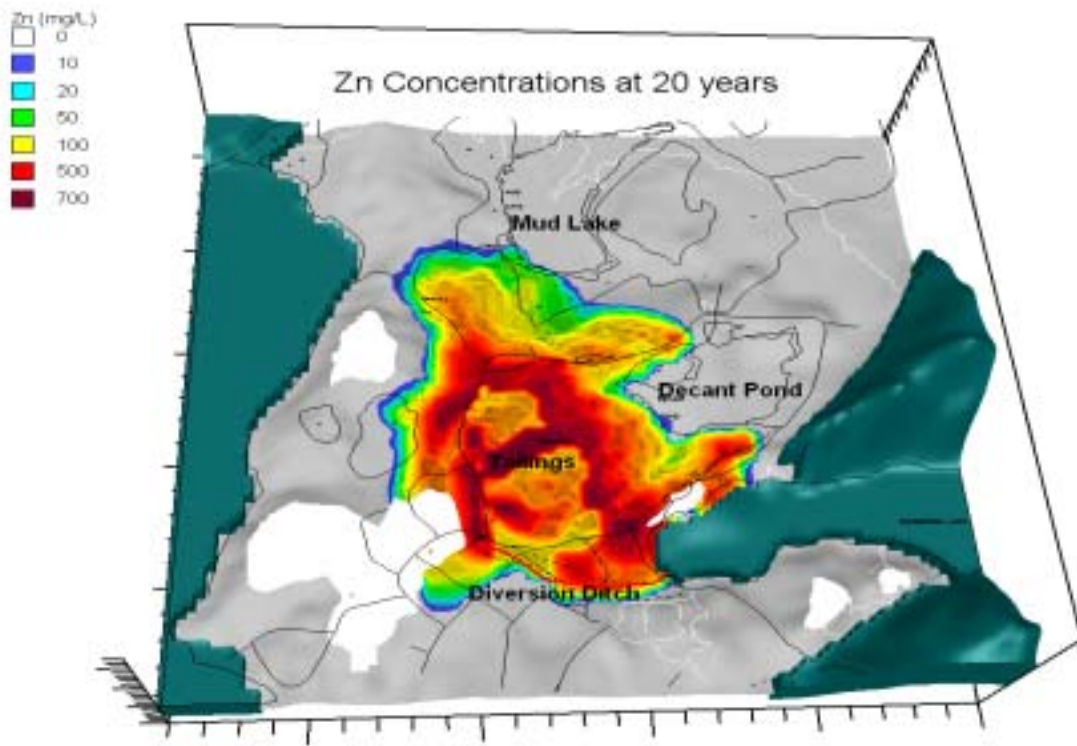 Zn (mg/L)
0
10
20
50
100
500
700
Zn Concentrations at 20 years
Mud Lake
Decant Pond
Tailings
Diversion Ditch